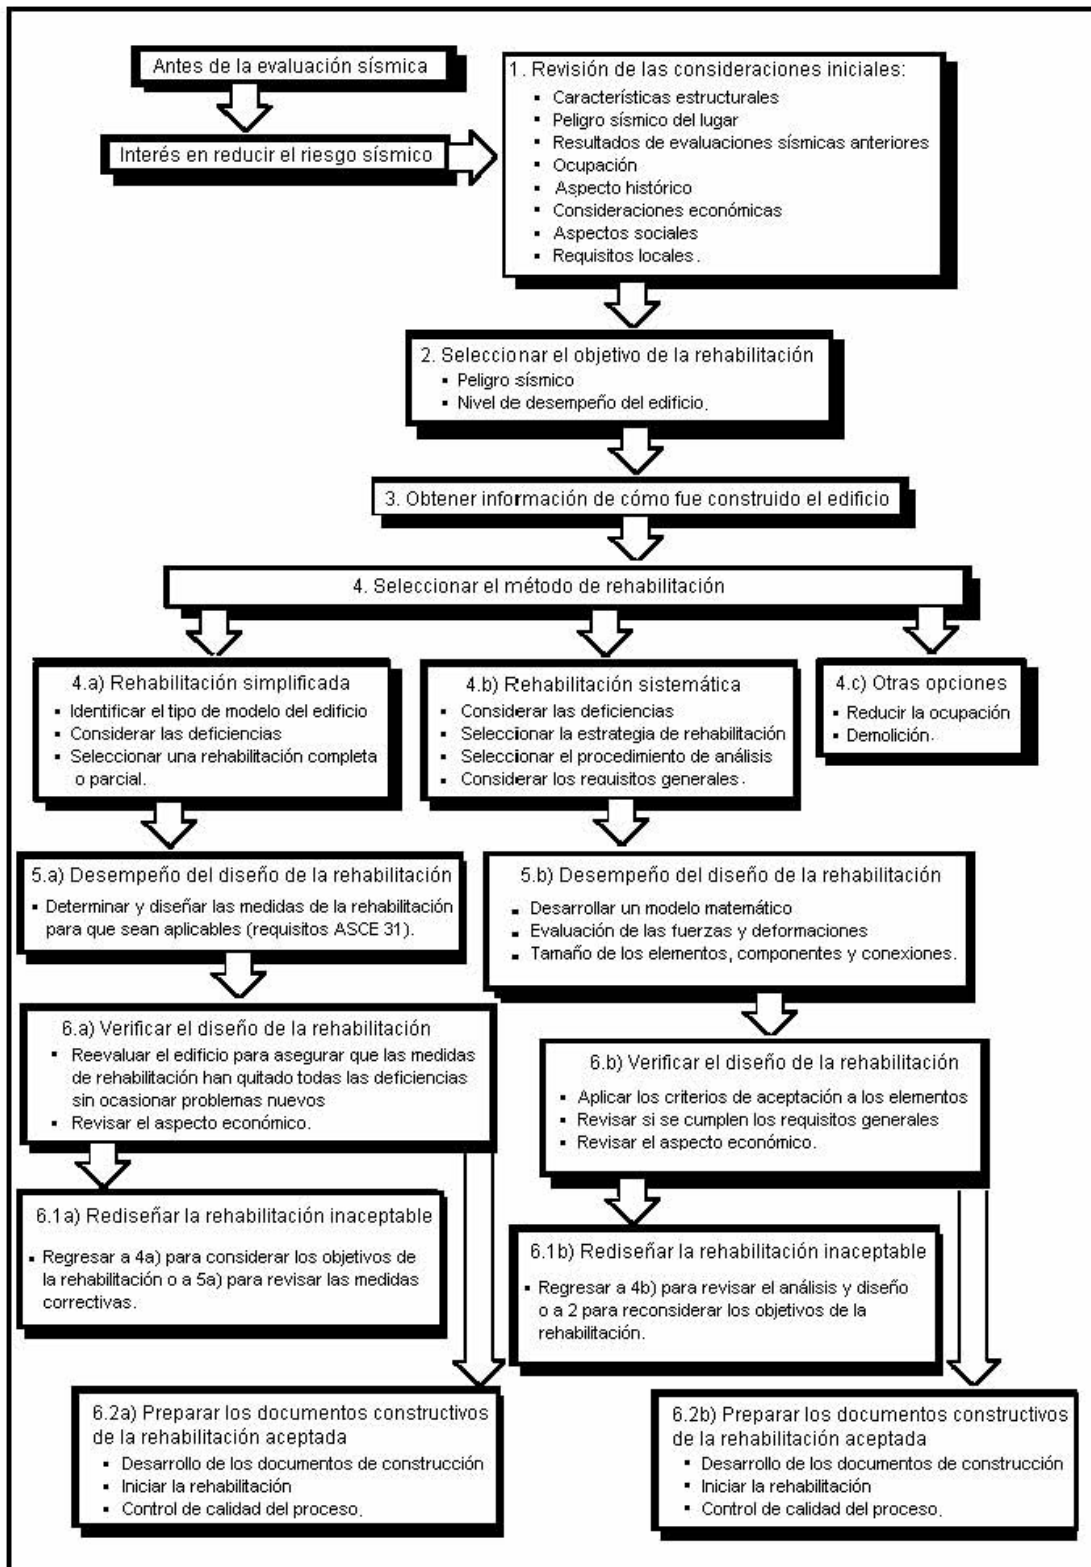 Antes de la evaluación sísmica
Interés en reducir el riesgo sísmico
1. Revisión de las consideraciones iniciales:
▪ Características estructurales
▪ Peligro sísmico del lugar
▪ Resultados de evaluaciones sísmicas anteriores
▪ Ocupación
▪ Aspecto histórico
▪ Consideraciones económicas
▪ Aspectos sociales
▪ Requisitos locales.
2. Seleccionar el objetivo de la rehabilitación
▪ Peligro sísmico
▪ Nivel de desempeño del edificio.
3. Obtener información de cómo fue construido el edificio
4. Seleccionar el método de rehabilitación
4.a) Rehabilitación simplificada
▪ Identificar el tipo de modelo del edificio
▪ Considerar las deficiencias
▪ Seleccionar una rehabilitación completa
o parcial.
4.b) Rehabilitación sistemática
▪ Considerar las deficiencias
▪ Seleccionar la estrategia de rehabilitación
▪ Seleccionar el procedimiento de análisis
▪ Considerar los requisitos generales.
4.c) Otras opciones
▪ Reducir la ocupación
▪ Demolición.
5.a) Desempeño del diseño de la rehabilitación
▪ Determinar y diseñar las medidas de la rehabilitación
para que sean aplicables (requisitos ASCE 31).
5.b) Desempeño del diseño de la rehabilitación
▪ Desarrollar un modelo matemático
▪ Evaluación de las fuerzas y deformaciones
▪ Tamaño de los elementos, componentes y conexiones.
6.a) Verificar el diseño de la rehabilitación
▪ Reevaluar el edificio para asegurar que las medidas
de rehabilitación han quitado todas las deficiencias
sin ocasionar problemas nuevos
▪ Revisar el aspecto económico.
6.b) Verificar el diseño de la rehabilitación
▪ Aplicar los criterios de aceptación a los elementos
▪ Revisar si se cumplen los requisitos generales
▪ Revisar el aspecto económico.
6.1a) Rediseñar la rehabilitación inaceptable
▪ Regresar a 4a) para considerar los objetivos de
la rehabilitación o a 5a) para revisar las medidas
correctivas.
6.1b) Rediseñar la rehabilitación inaceptable
▪ Regresar a 4b) para revisar el análisis y diseño
o a 2 para reconsiderar los objetivos de la
rehabilitación.
6.2a) Preparar los documentos constructivos
de la rehabilitación aceptada
▪ Desarrollo de los documentos de construcción
▪ Iniciar la rehabilitación
▪ Control de calidad del proceso.
6.2b) Preparar los documentos constructivos
de la rehabilitación aceptada
▪ Desarrollo de los documentos de construcción
▪ Iniciar la rehabilitación
▪ Control de calidad del proceso.